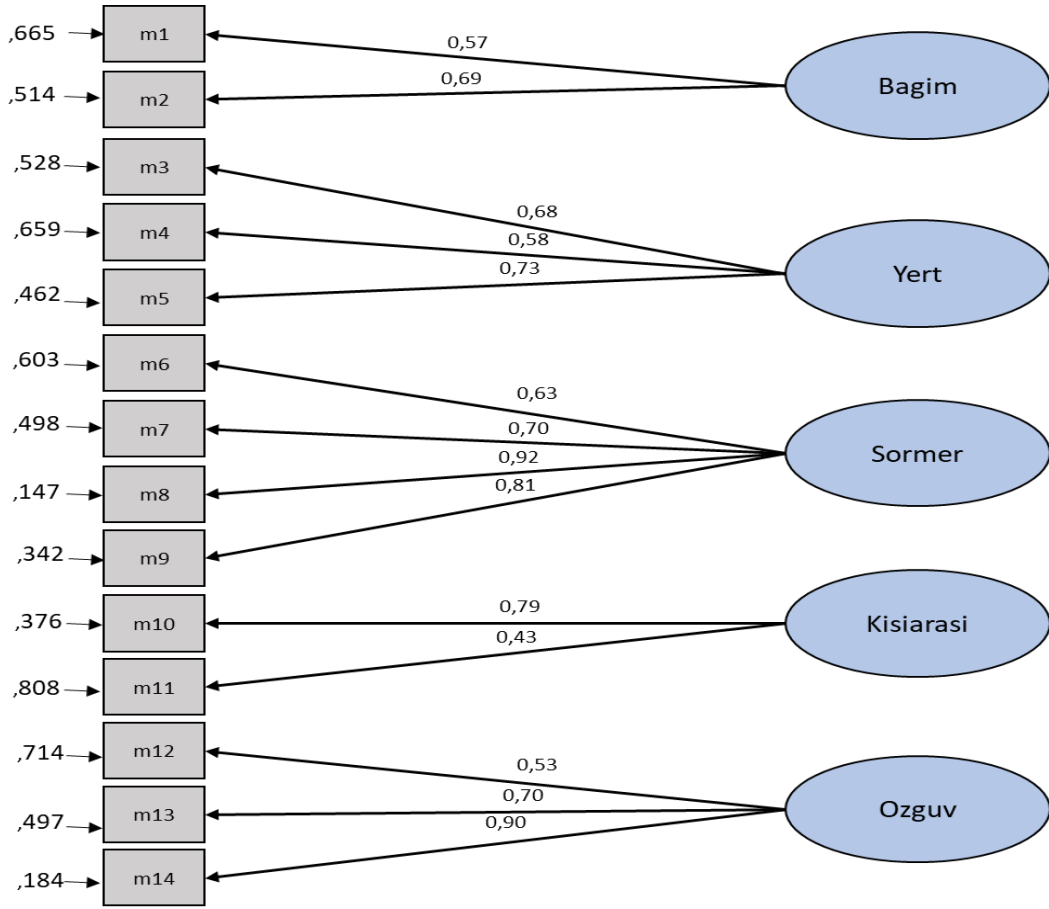 ,665 m1 0,57
,514 m2 0,69 Bagim
,528 m3 0,68
,659 m4 0,58 Yert
,462 m5 0,73
,603 m6 0,63
,498 m7 0,70 Sormer
,147 m8 0,92
,342 m9 0,81
,376 m10 0,79 Kisiarasi
,808 m11 0,43
,714 m12 0,53
,497 m13 0,70 Ozguv
,184 m14 0,90